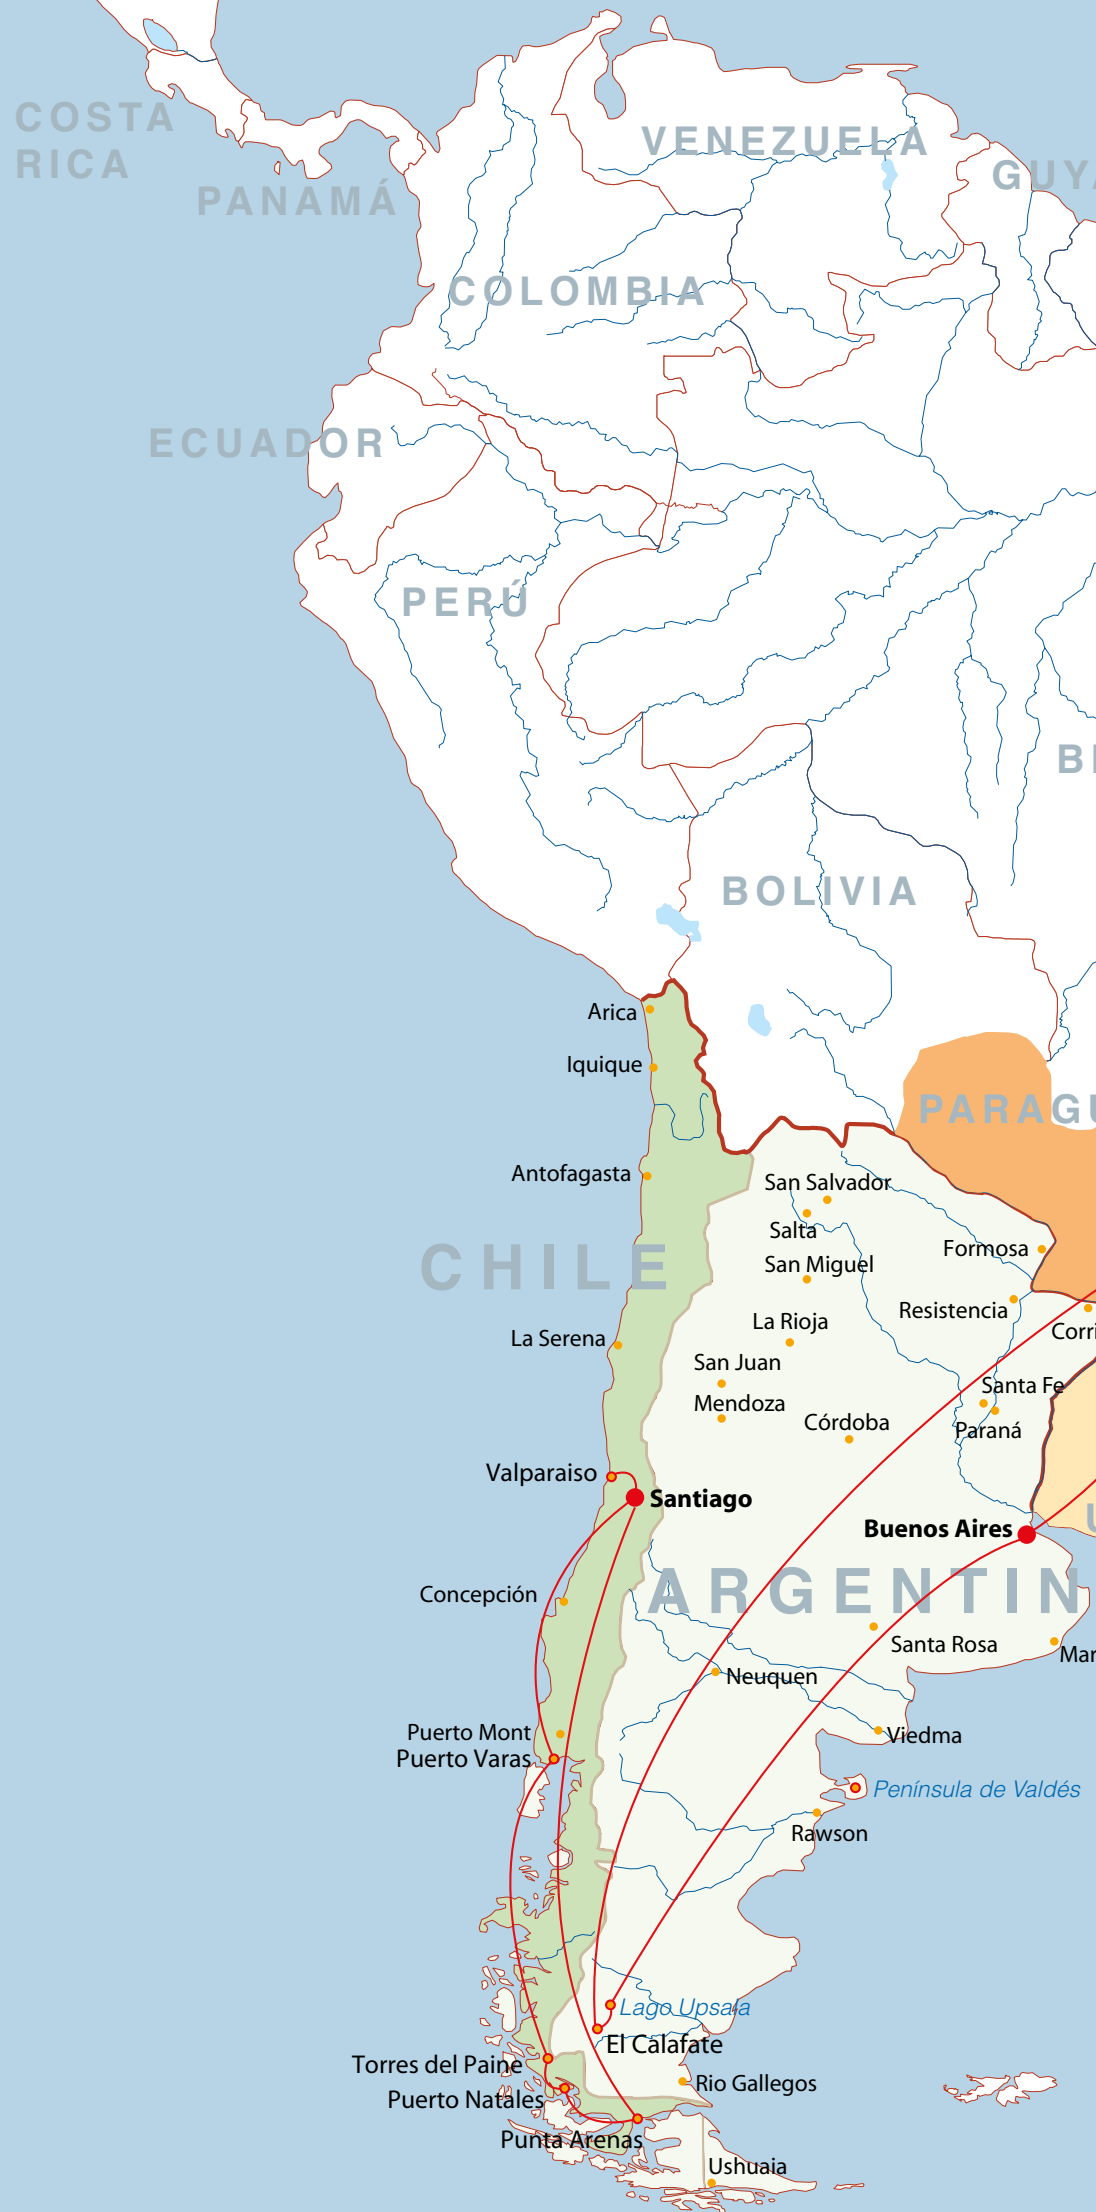 COSTA
RICA
PANAMÁ
VENEZUELA
GUY
COLOMBIA
ECUADOR
PERÚ
B
BOLIVIA
Arica
Iquique
PARAGU
Antofagasta
San Salvador
Salta
Formosa
San Miguel
CHILE
Resistencia
La Rioja
Corri
La Serena
San Juan
Santa Fe
Mendoza
Córdoba
Paraná
Valparaiso
Santiago
Buenos Aires
U
ARGENTIN
Concepción
Santa Rosa
Mar
Neuquen
Puerto Mont
Viedma
Puerto Varas
Península de Valdés
Rawson
Lago Upsala
El Calafate
Torres del Paine
Rio Gallegos
Puerto Natales
Punta Arenas
Ushuaia